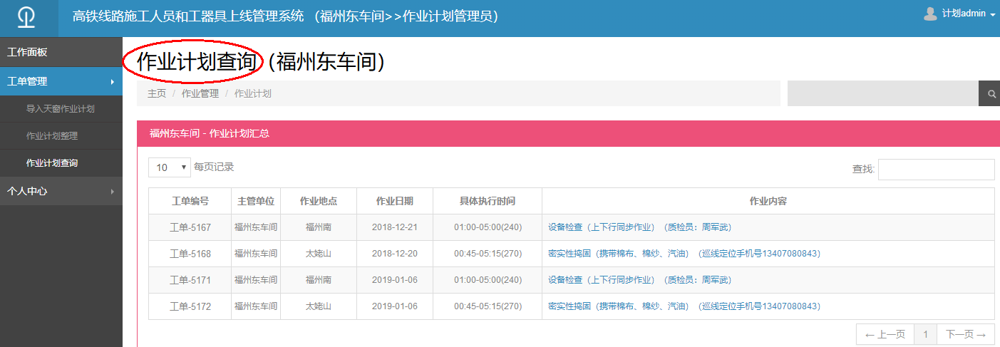 高铁线路施工人员和工器具上线管理系统 （福州东车间>>作业计划管理员）
计划admin
工作面板
工单管理
导入天窗作业计划
作业计划整理
作业计划查询
个人中心
作业计划查询（福州东车间）
主页 / 作业管理 / 作业计划
福州东车间 - 作业计划汇总
10 每页记录
查找:
工单编号 主管单位 作业地点 作业日期 具体执行时间 作业内容
工单-5167 福州东车间 福州南 2018-12-21 01:00-05:00(240) 设备检查（上下行同步作业）（质检员：周军武）
工单-5168 福州东车间 太姥山 2018-12-20 00:45-05:15(270) 密实性捣固（携带棉布、棉纱、汽油）（巡线定位手机号13407080843）
工单-5171 福州东车间 福州南 2019-01-06 01:00-05:00(240) 设备检查（上下行同步作业）（质检员：周军武）
工单-5172 福州东车间 太姥山 2019-01-06 00:45-05:15(270) 密实性捣固（携带棉布、棉纱、汽油）（巡线定位手机号13407080843）
← 上一页 1 下一页 →